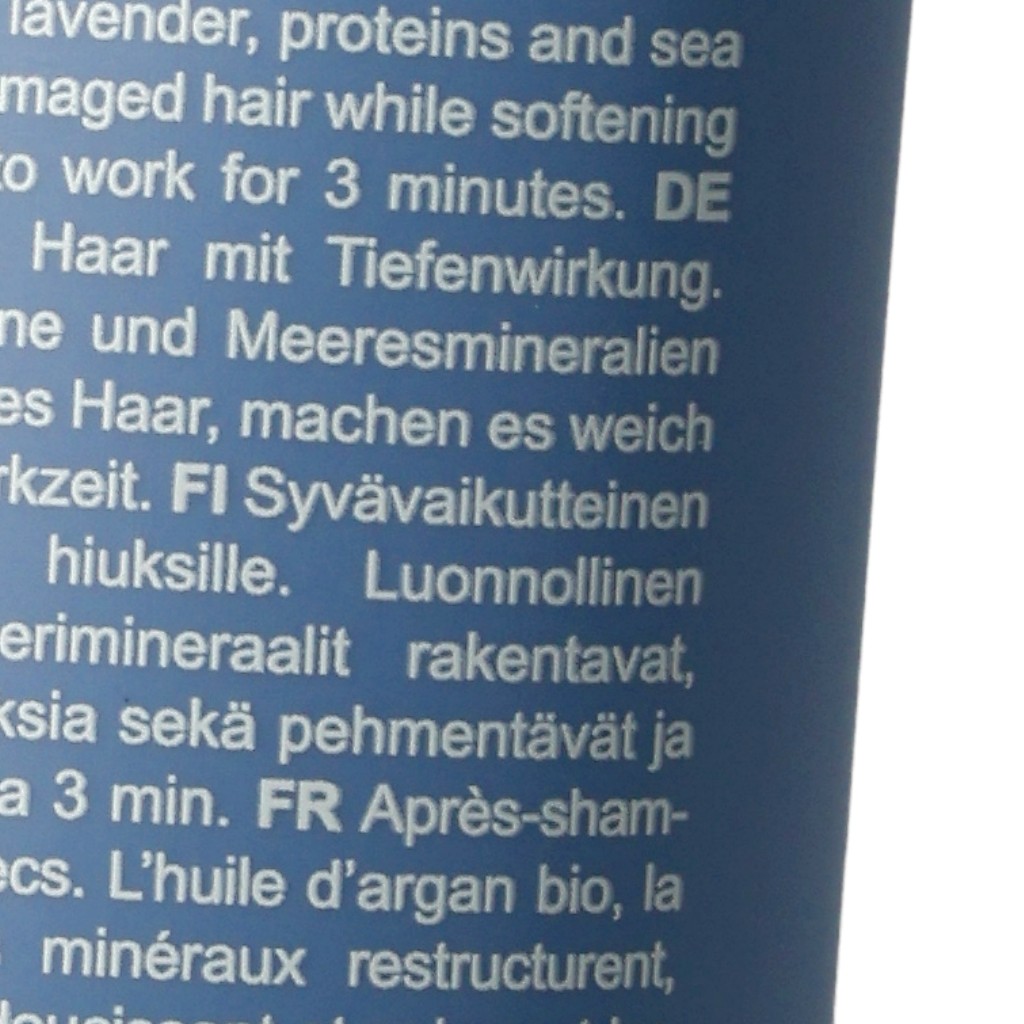 lavender, proteins and sea
maged hair while softening
to work for 3 minutes. DE
Haar mit Tiefenwirkung.
ne und Meeresmineralien
es Haar, machen es weich
rkzeit. FI Syvävaikutteinen
hiuksille. Luonnollinen
erimineraalit rakentavat,
ksia sekä pehmentävät ja
a 3 min. FR Après-sham-
ecs. L’huile d’argan bio, la
minéraux restructurent,